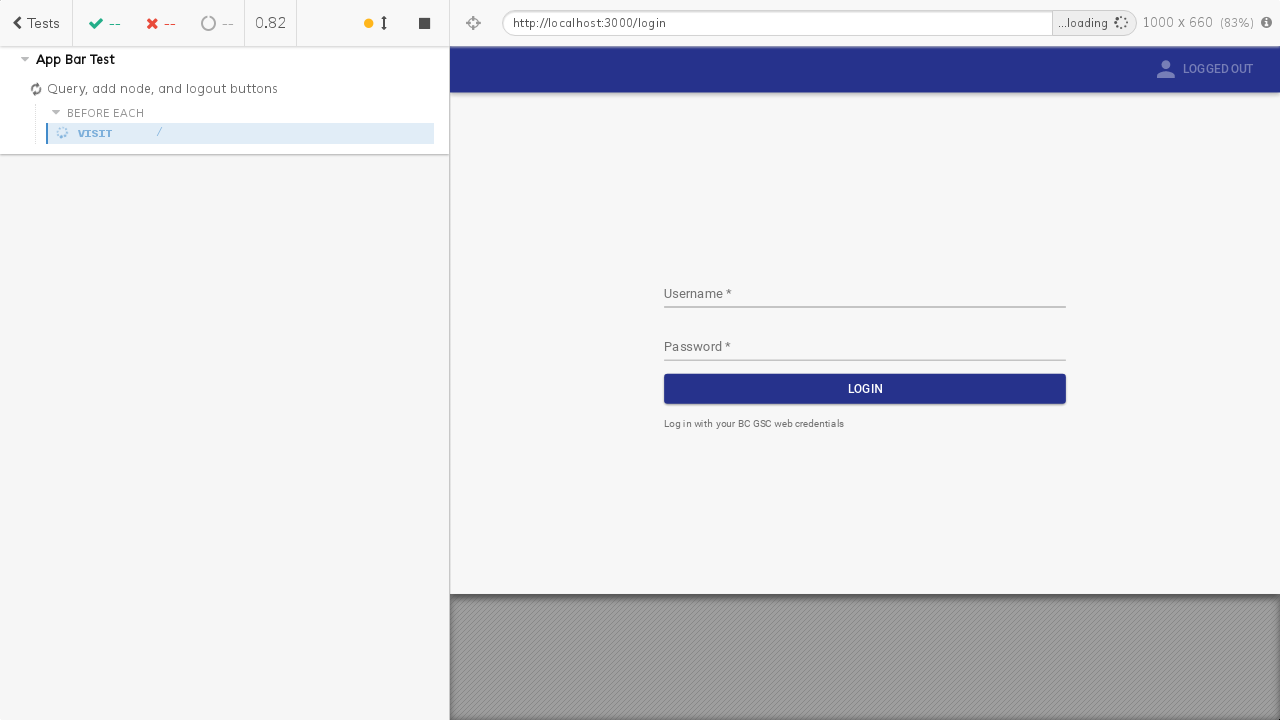 Tests -- -- -- 0.82
http://localhost:3000/login ...loading 1000 x 660 (83%)
App Bar Test
Query, add node, and logout buttons
BEFORE EACH
VISIT /
LOGGED OUT
Username *
Password *
LOGIN
Log in with your BC GSC web credentials